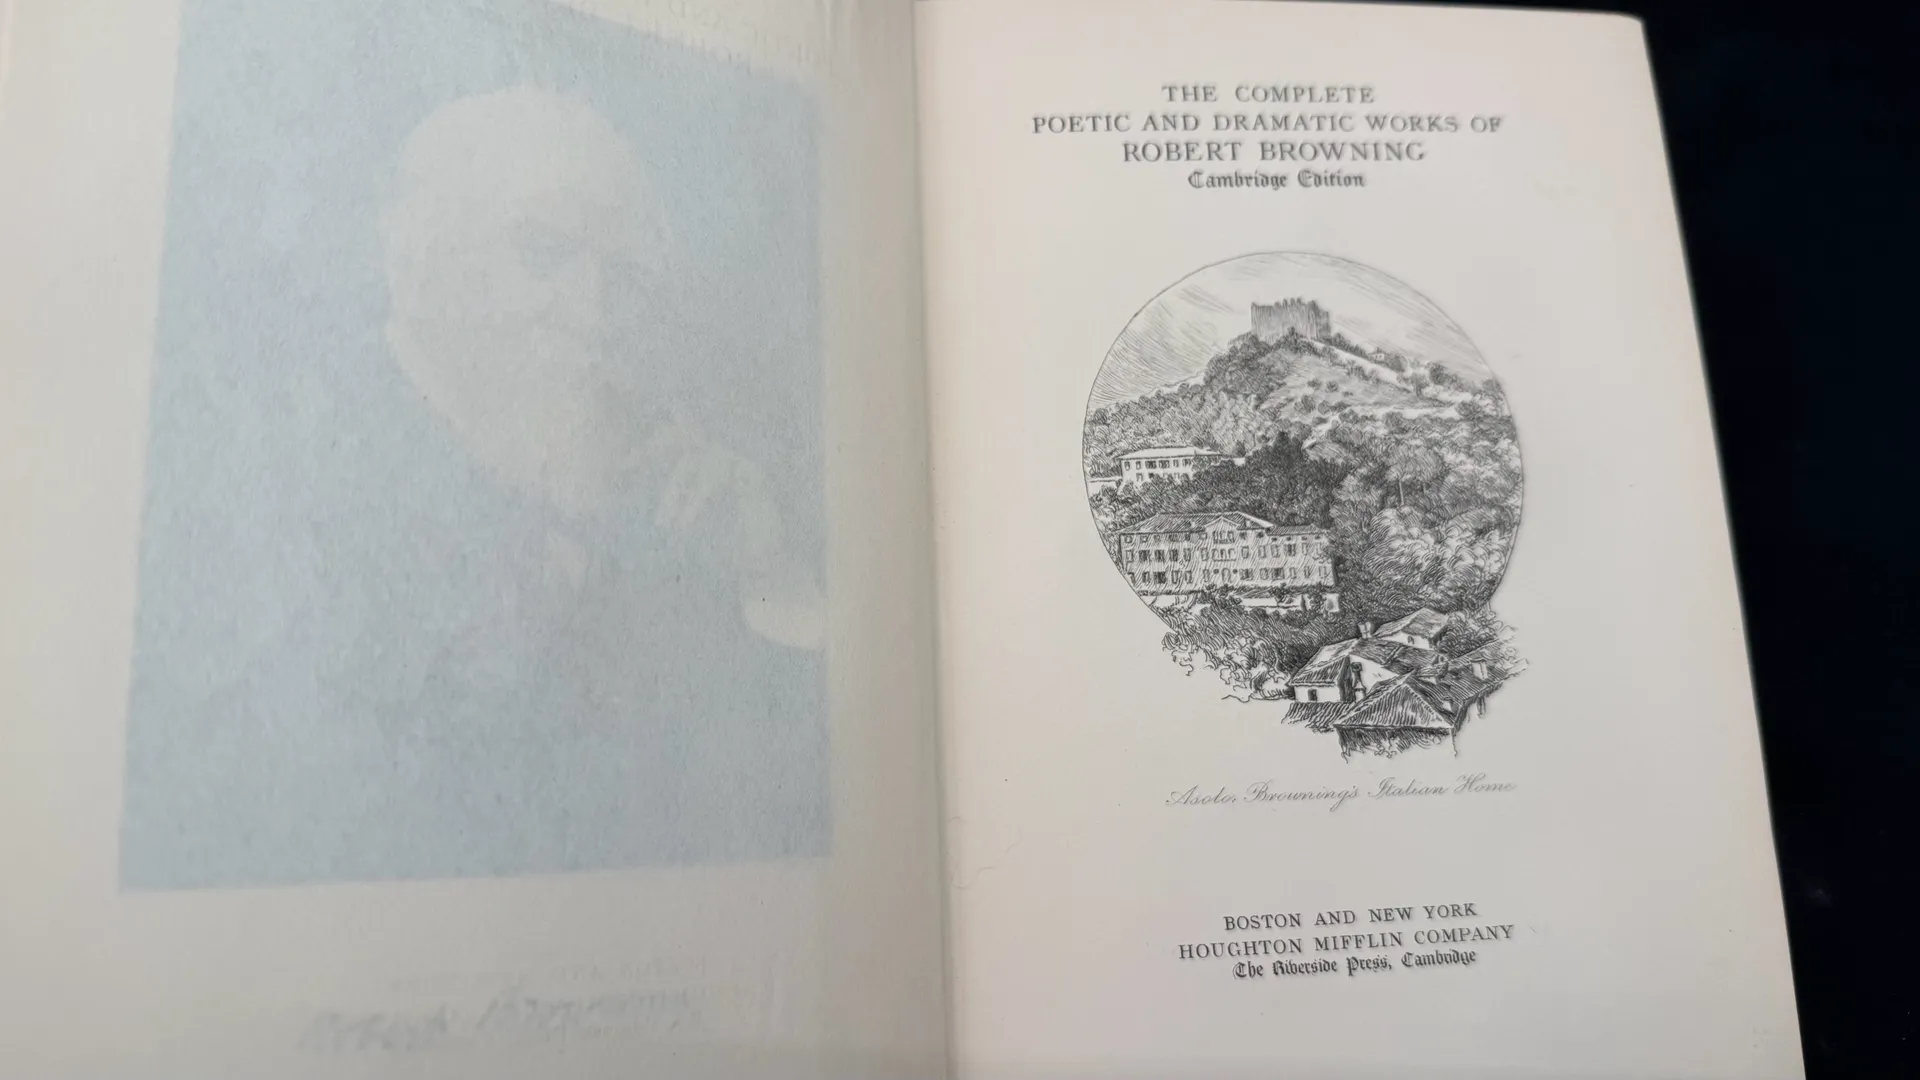 THE COMPLETE
POETIC AND DRAMATIC WORKS OF
ROBERT BROWNING
Cambridge Edition
Asolo, Browning's Italian Home
BOSTON AND NEW YORK
HOUGHTON MIFFLIN COMPANY
The Riverside Press, Cambridge